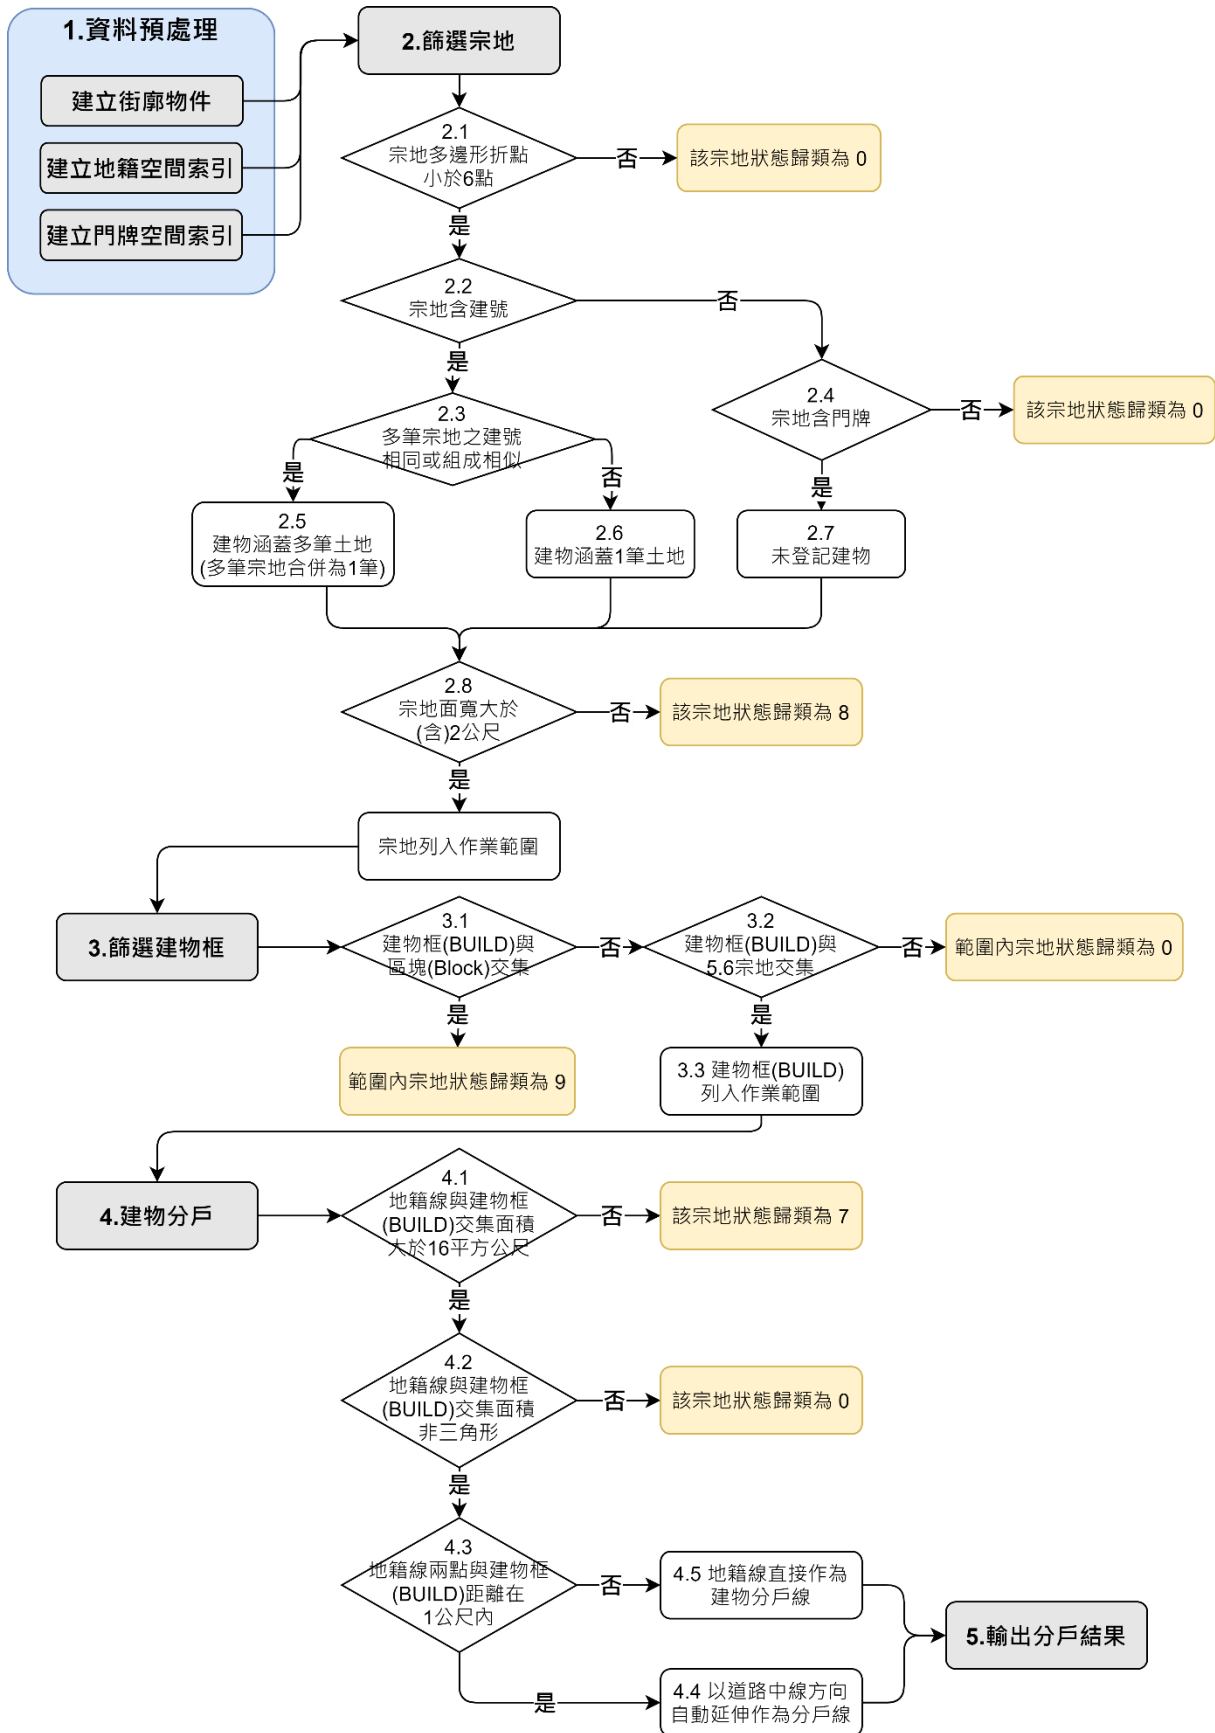 1.資料預處理
建立街廓物件
建立地籍空間索引
建立門牌空間索引
2.篩選宗地
2.1
宗地多邊形折點
小於6點
否
該宗地狀態歸類為 0
是
2.2
宗地含建號
否
是
2.4
宗地含門牌
否
該宗地狀態歸類為 0
是
2.3
多筆宗地之建號
相同或組成相似
是
否
2.5
建物涵蓋多筆土地
(多筆宗地合併為1筆)
2.6
建物涵蓋1筆土地
2.7
未登記建物
2.8
宗地面寬大於
(含)2公尺
否
該宗地狀態歸類為 8
是
宗地列入作業範圍
3.篩選建物框
3.1
建物框(BUILD)與
區塊(Block)交集
否
3.2
建物框(BUILD)與
5.6宗地交集
否
範圍內宗地狀態歸類為 0
是
是
範圍內宗地狀態歸類為 9
3.3 建物框(BUILD)
列入作業範圍
4.建物分戶
4.1
地籍線與建物框
(BUILD)交集面積
大於16平方公尺
否
該宗地狀態歸類為 7
是
4.2
地籍線與建物框
(BUILD)交集面積
非三角形
否
該宗地狀態歸類為 0
是
4.3
地籍線兩點與建物框
(BUILD)距離在
1公尺內
否
4.5 地籍線直接作為
建物分戶線
是
4.4 以道路中線方向
自動延伸作為分戶線
5.輸出分戶結果